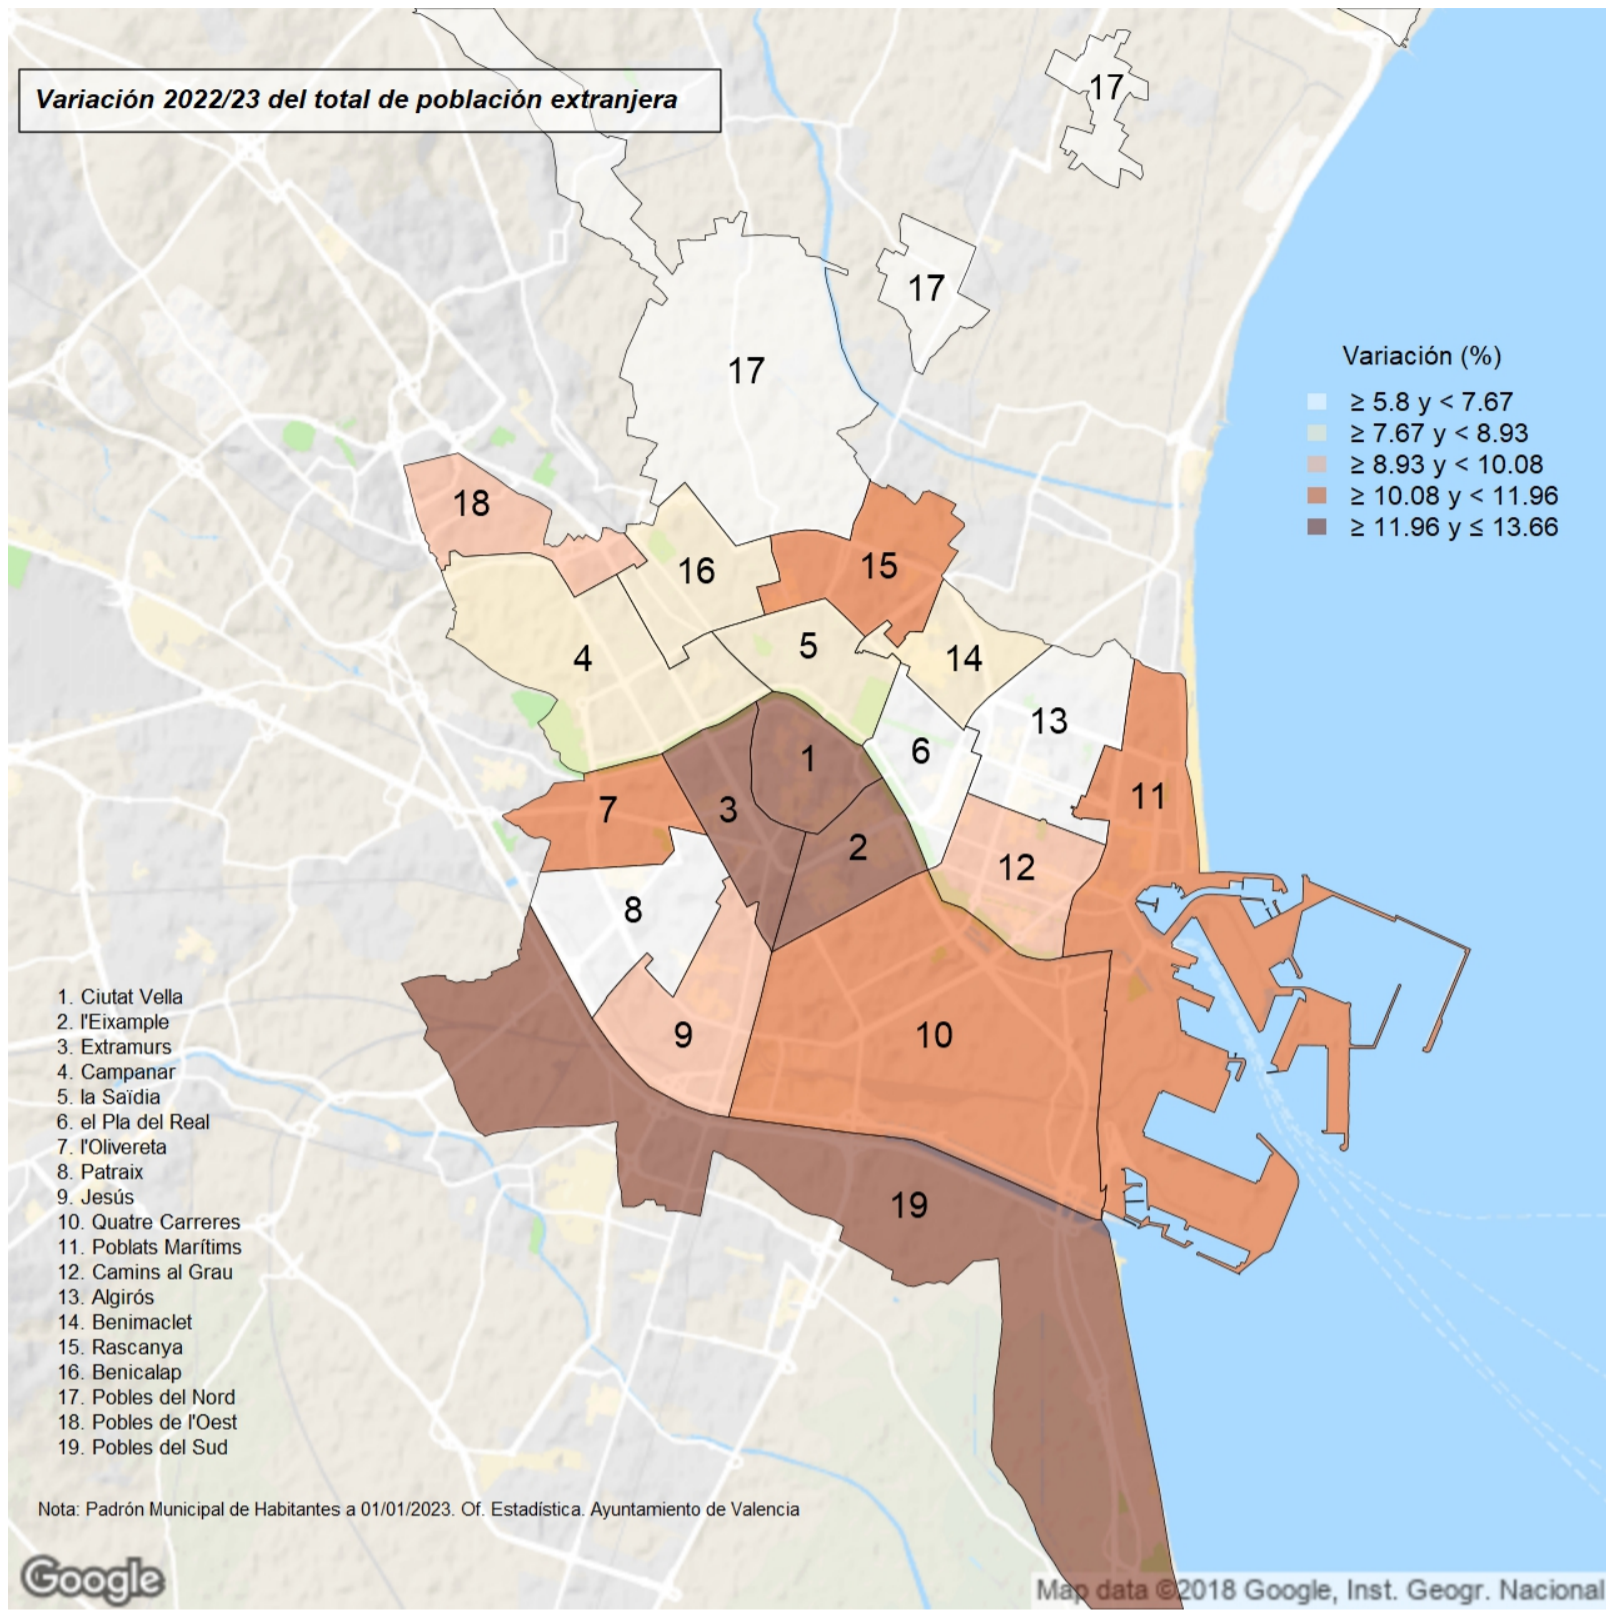 Variación 2022/23 del total de población extranjera
17
17
17
Variación (%)
≥ 5.8 y < 7.67
≥ 7.67 y < 8.93
≥ 8.93 y < 10.08
≥ 10.08 y < 11.96
≥ 11.96 y ≤ 13.66
18
16
15
4
5
14
13
6
1
3
7
11
2
12
8
9
10
19
1. Ciutat Vella
2. l'Eixample
3. Extramurs
4. Campanar
5. la Saïdia
6. el Pla del Real
7. l'Olivereta
8. Patraix
9. Jesús
10. Quatre Carreres
11. Poblats Marítims
12. Camins al Grau
13. Algirós
14. Benimaclet
15. Rascanya
16. Benicalap
17. Pobles del Nord
18. Pobles de l'Oest
19. Pobles del Sud
Nota: Padrón Municipal de Habitantes a 01/01/2023. Of. Estadística. Ayuntamiento de Valencia
Google
Map data ©2018 Google, Inst. Geogr. Nacional